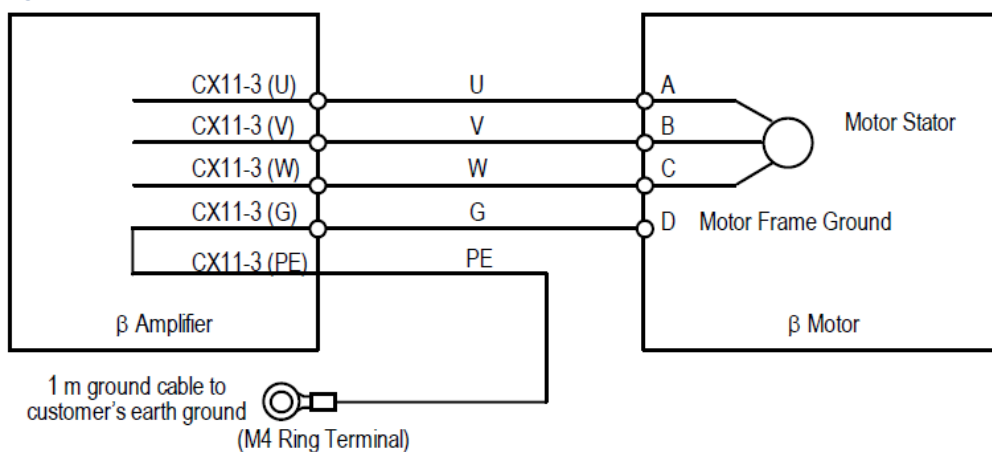 CX11-3 (U)
U
A
CX11-3 (V)
V
B
Motor Stator
CX11-3 (W)
W
C
CX11-3 (G)
G
D
Motor Frame Ground
CX11-3 (PE)
PE
β Amplifier
β Motor
1 m ground cable to
customer's earth ground
(M4 Ring Terminal)